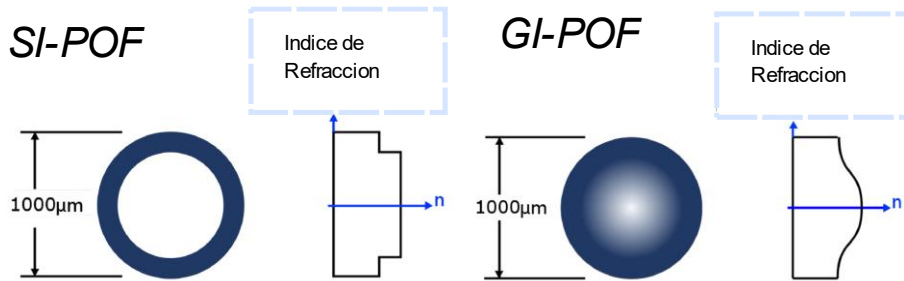 SI-POF
Indice de
Refraccion
1000µm
n
GI-POF
Indice de
Refraccion
1000µm
n